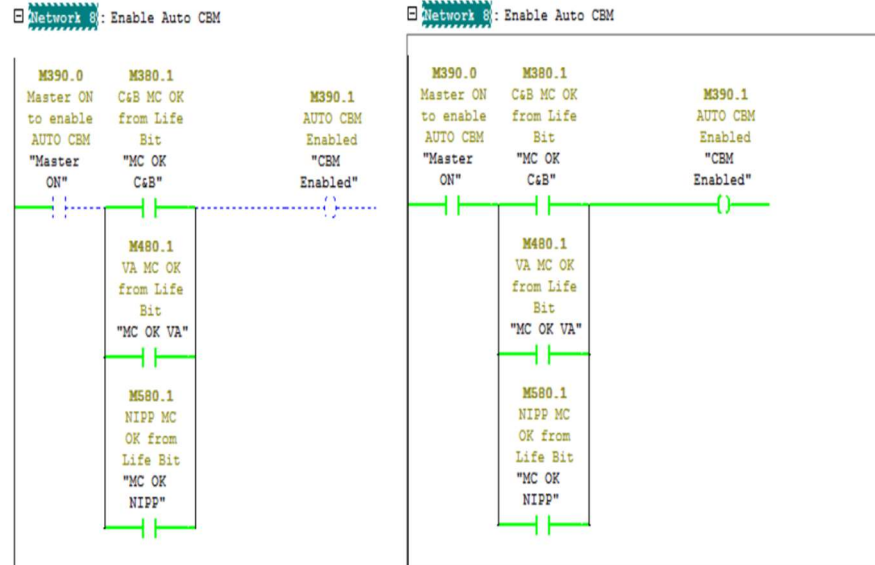 Network 8: Enable Auto CBM
M390.0
Master ON
to enable
AUTO CBM
"Master
ON"
M380.1
C&B MC OK
from Life
Bit
"MC OK
C&B"
M390.1
AUTO CBM
Enabled
"CBM
Enabled"
M480.1
VA MC OK
from Life
Bit
"MC OK VA"
M580.1
NIPP MC
OK from
Life Bit
"MC OK
NIPP"
Network 8: Enable Auto CBM
M390.0
Master ON
to enable
AUTO CBM
"Master
ON"
M380.1
C&B MC OK
from Life
Bit
"MC OK
C&B"
M390.1
AUTO CBM
Enabled
"CBM
Enabled"
M480.1
VA MC OK
from Life
Bit
"MC OK VA"
M580.1
NIPP MC
OK from
Life Bit
"MC OK
NIPP"